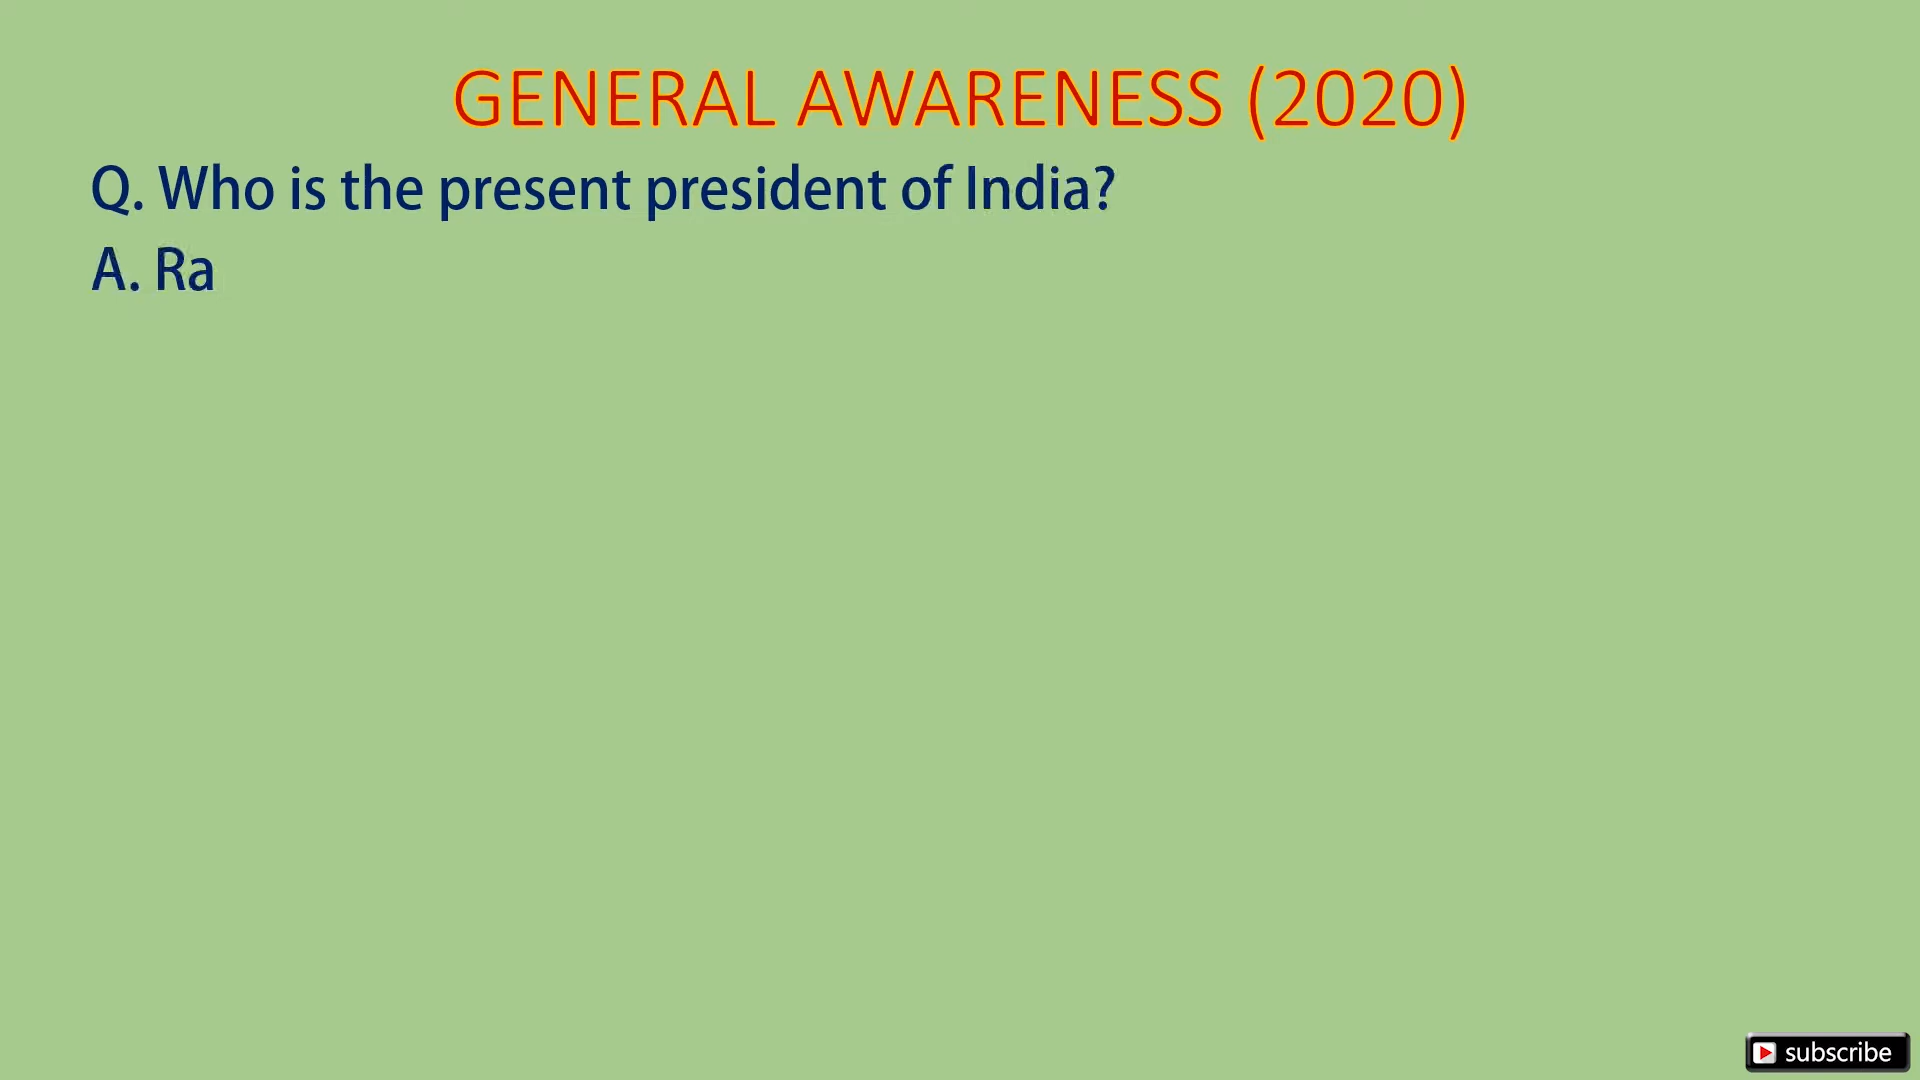 GENERAL AWARENESS (2020)
Q. Who is the present president of India?
A. Ra
subscribe